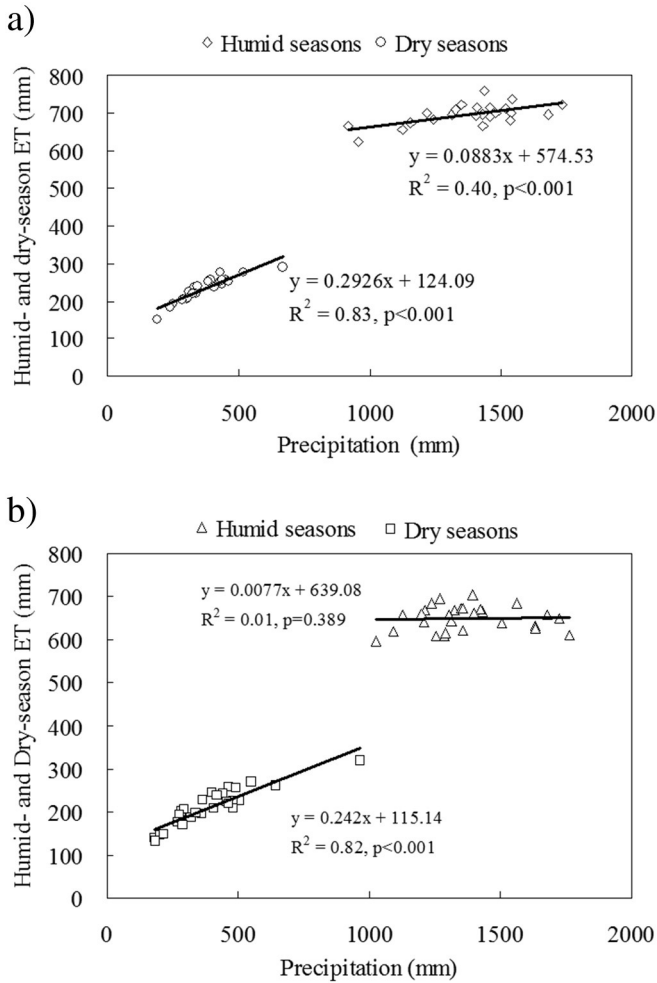 a)
◇ Humid seasons ○ Dry seasons
Humid- and dry-season ET (mm)
800
700
600
500
400
300
200
100
0
y = 0.0883x + 574.53
R² = 0.40, p<0.001
y = 0.2926x + 124.09
R² = 0.83, p<0.001
0 500 1000 1500 2000
Precipitation (mm)
b)
△ Humid seasons □ Dry seasons
Humid- and Dry-season ET (mm)
800
700
600
500
400
300
200
100
0
y = 0.0077x + 639.08
R² = 0.01, p=0.389
y = 0.242x + 115.14
R² = 0.82, p<0.001
0 500 1000 1500 2000
Precipitation (mm)